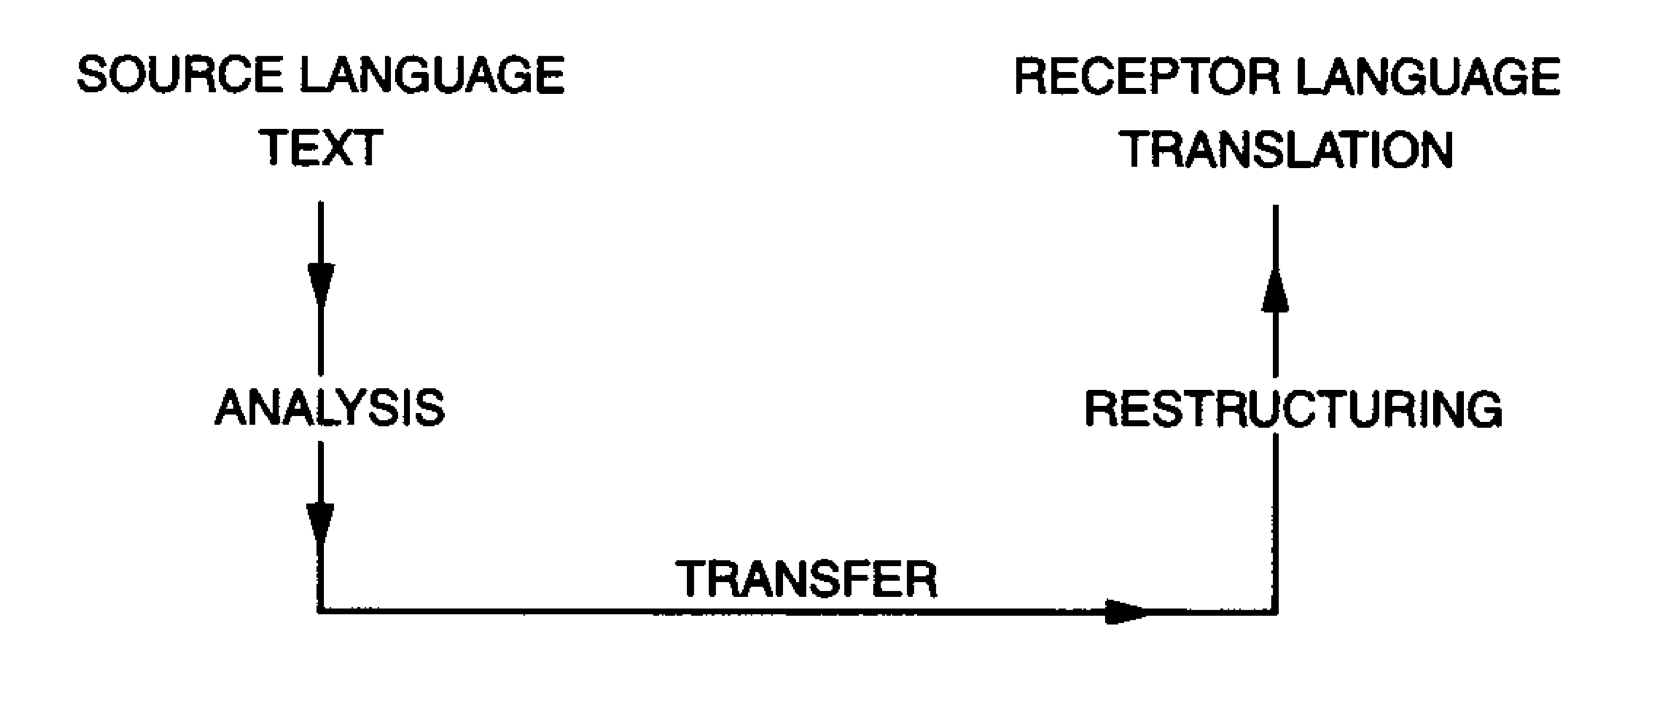 SOURCE LANGUAGE
TEXT
RECEPTOR LANGUAGE
TRANSLATION
ANALYSIS
RESTRUCTURING
TRANSFER